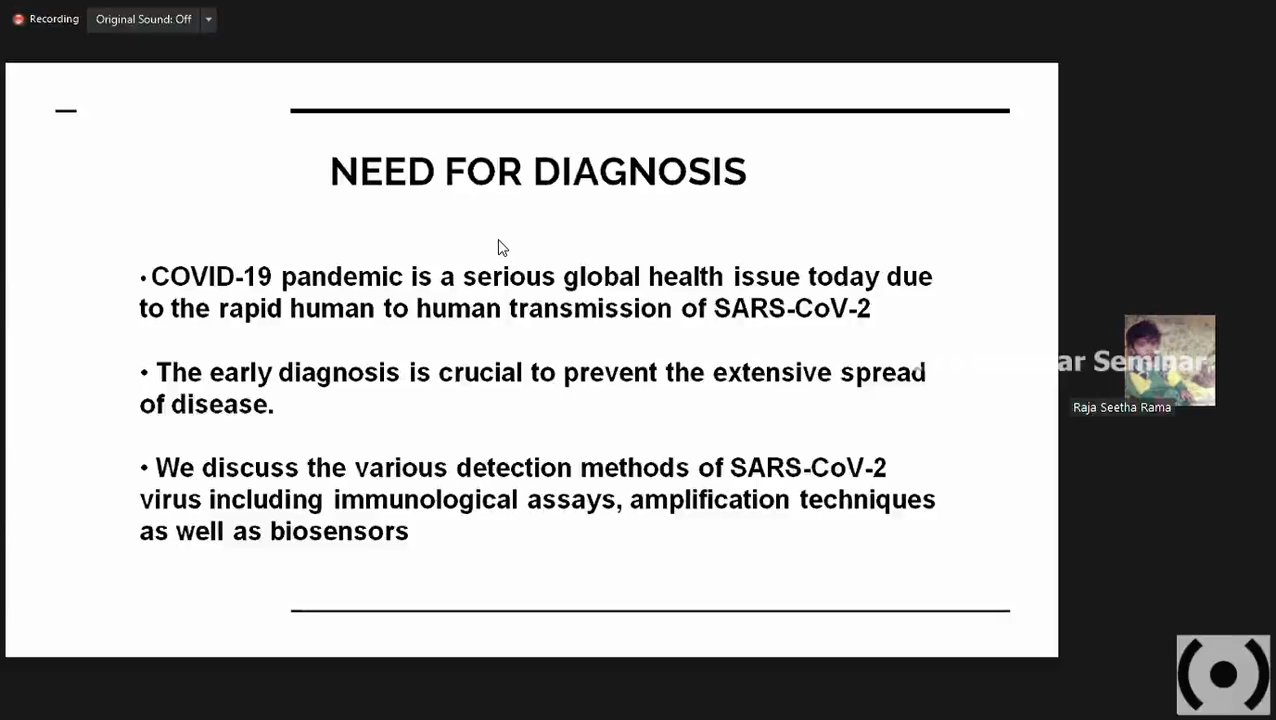 Recording
Original Sound: Off
NEED FOR DIAGNOSIS
• COVID-19 pandemic is a serious global health issue today due
to the rapid human to human transmission of SARS-CoV-2
• The early diagnosis is crucial to prevent the extensive spread
of disease.
• We discuss the various detection methods of SARS-CoV-2
virus including immunological assays, amplification techniques
as well as biosensors
Seminar
Raja Seetha Rama